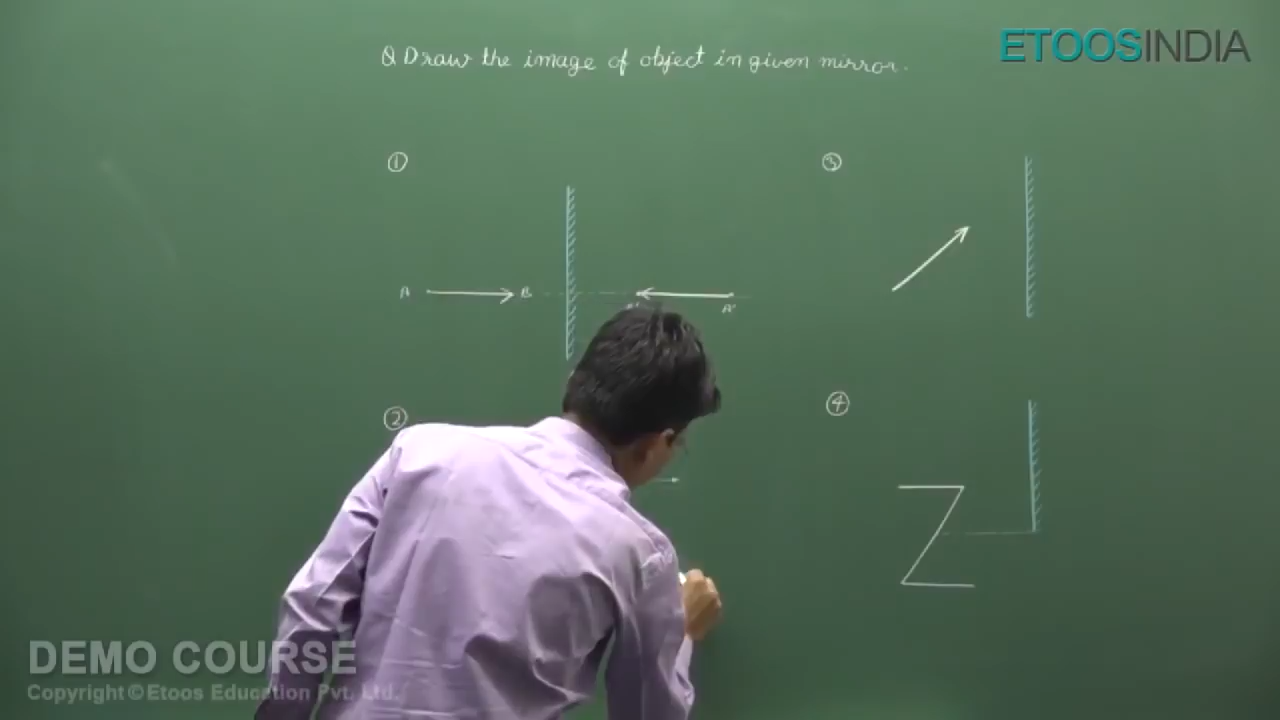 ETOOSINDIA
Q Draw the image of object in given mirror.
①
③
A
B
A'
②
④
DEMO COURSE
Copyright © Etoos Education Pvt. Ltd.